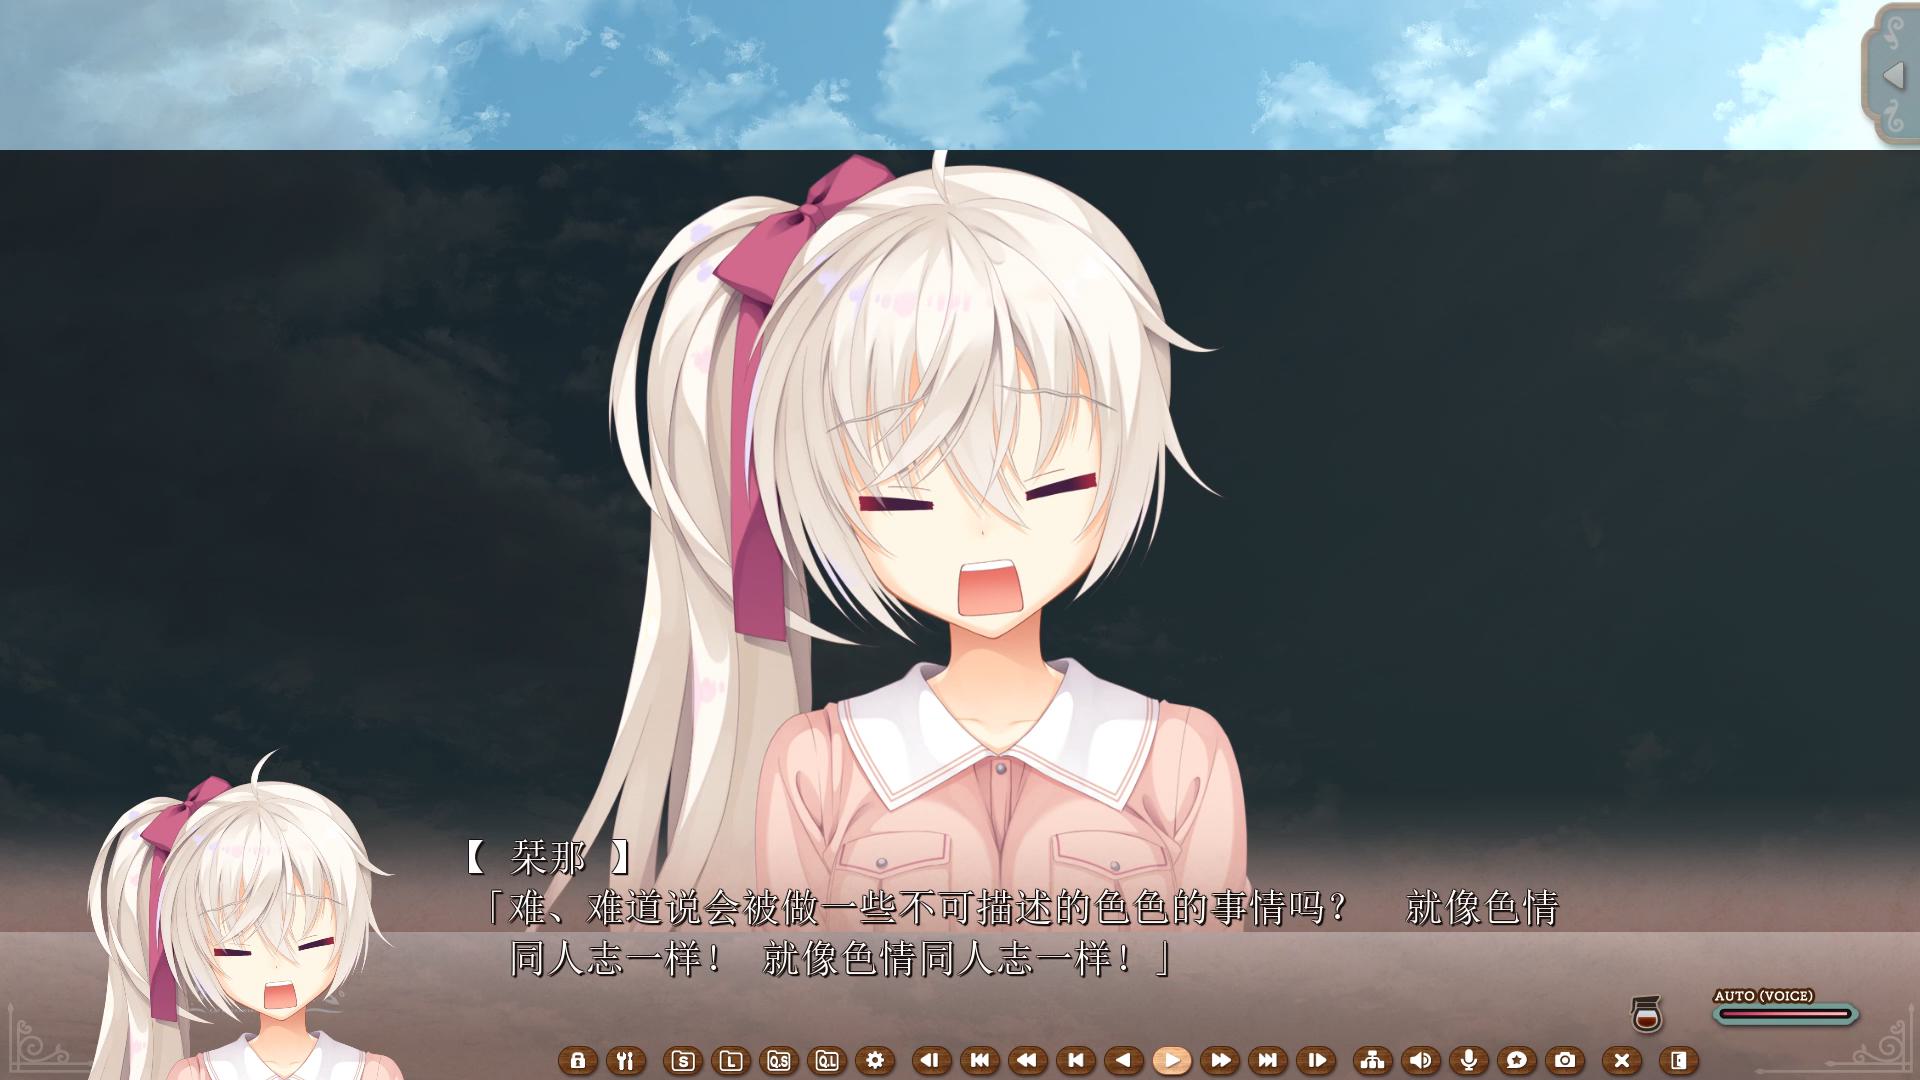 【 栞那 】
「难、难道说会被做一些不可描述的色色的事情吗？ 就像色情
同人志一样！ 就像色情同人志一样！」
AUTO (VOICE)
S L Q.S Q.L